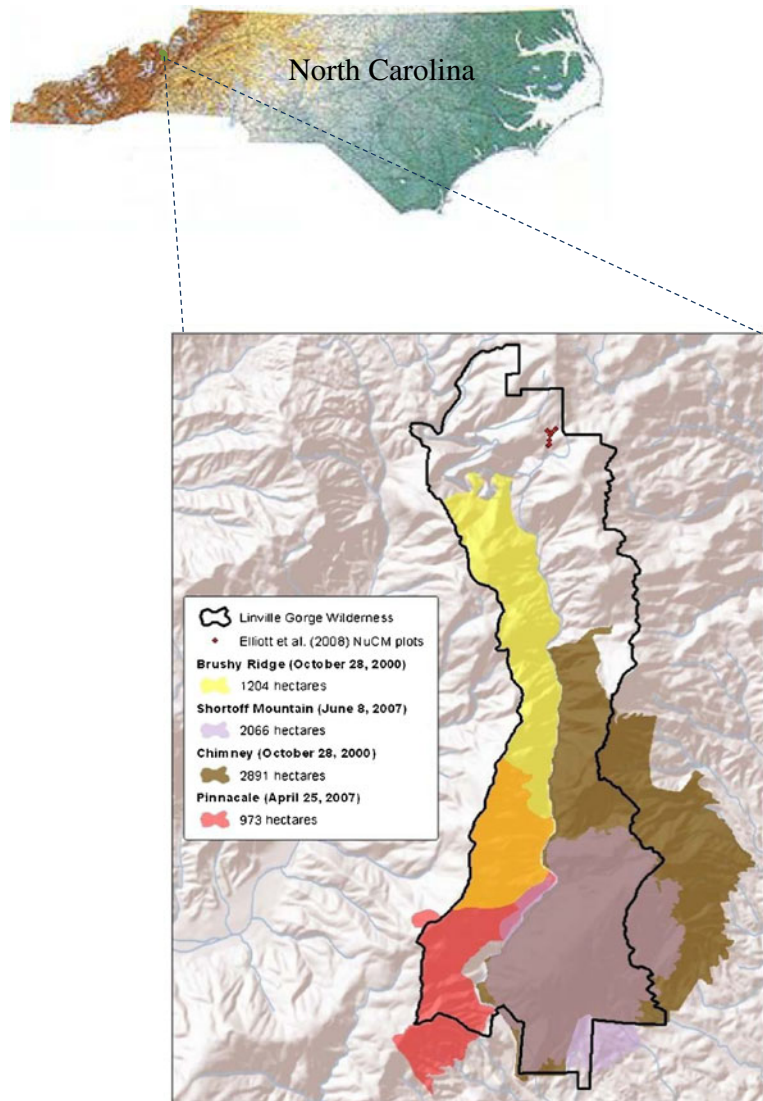 North Carolina
Linville Gorge Wilderness
Elliott et al. (2008) NuCM plots
Brushy Ridge (October 28, 2000)
1204 hectares
Shortoff Mountain (June 8, 2007)
2066 hectares
Chimney (October 28, 2000)
2891 hectares
Pinnacale (April 25, 2007)
973 hectares